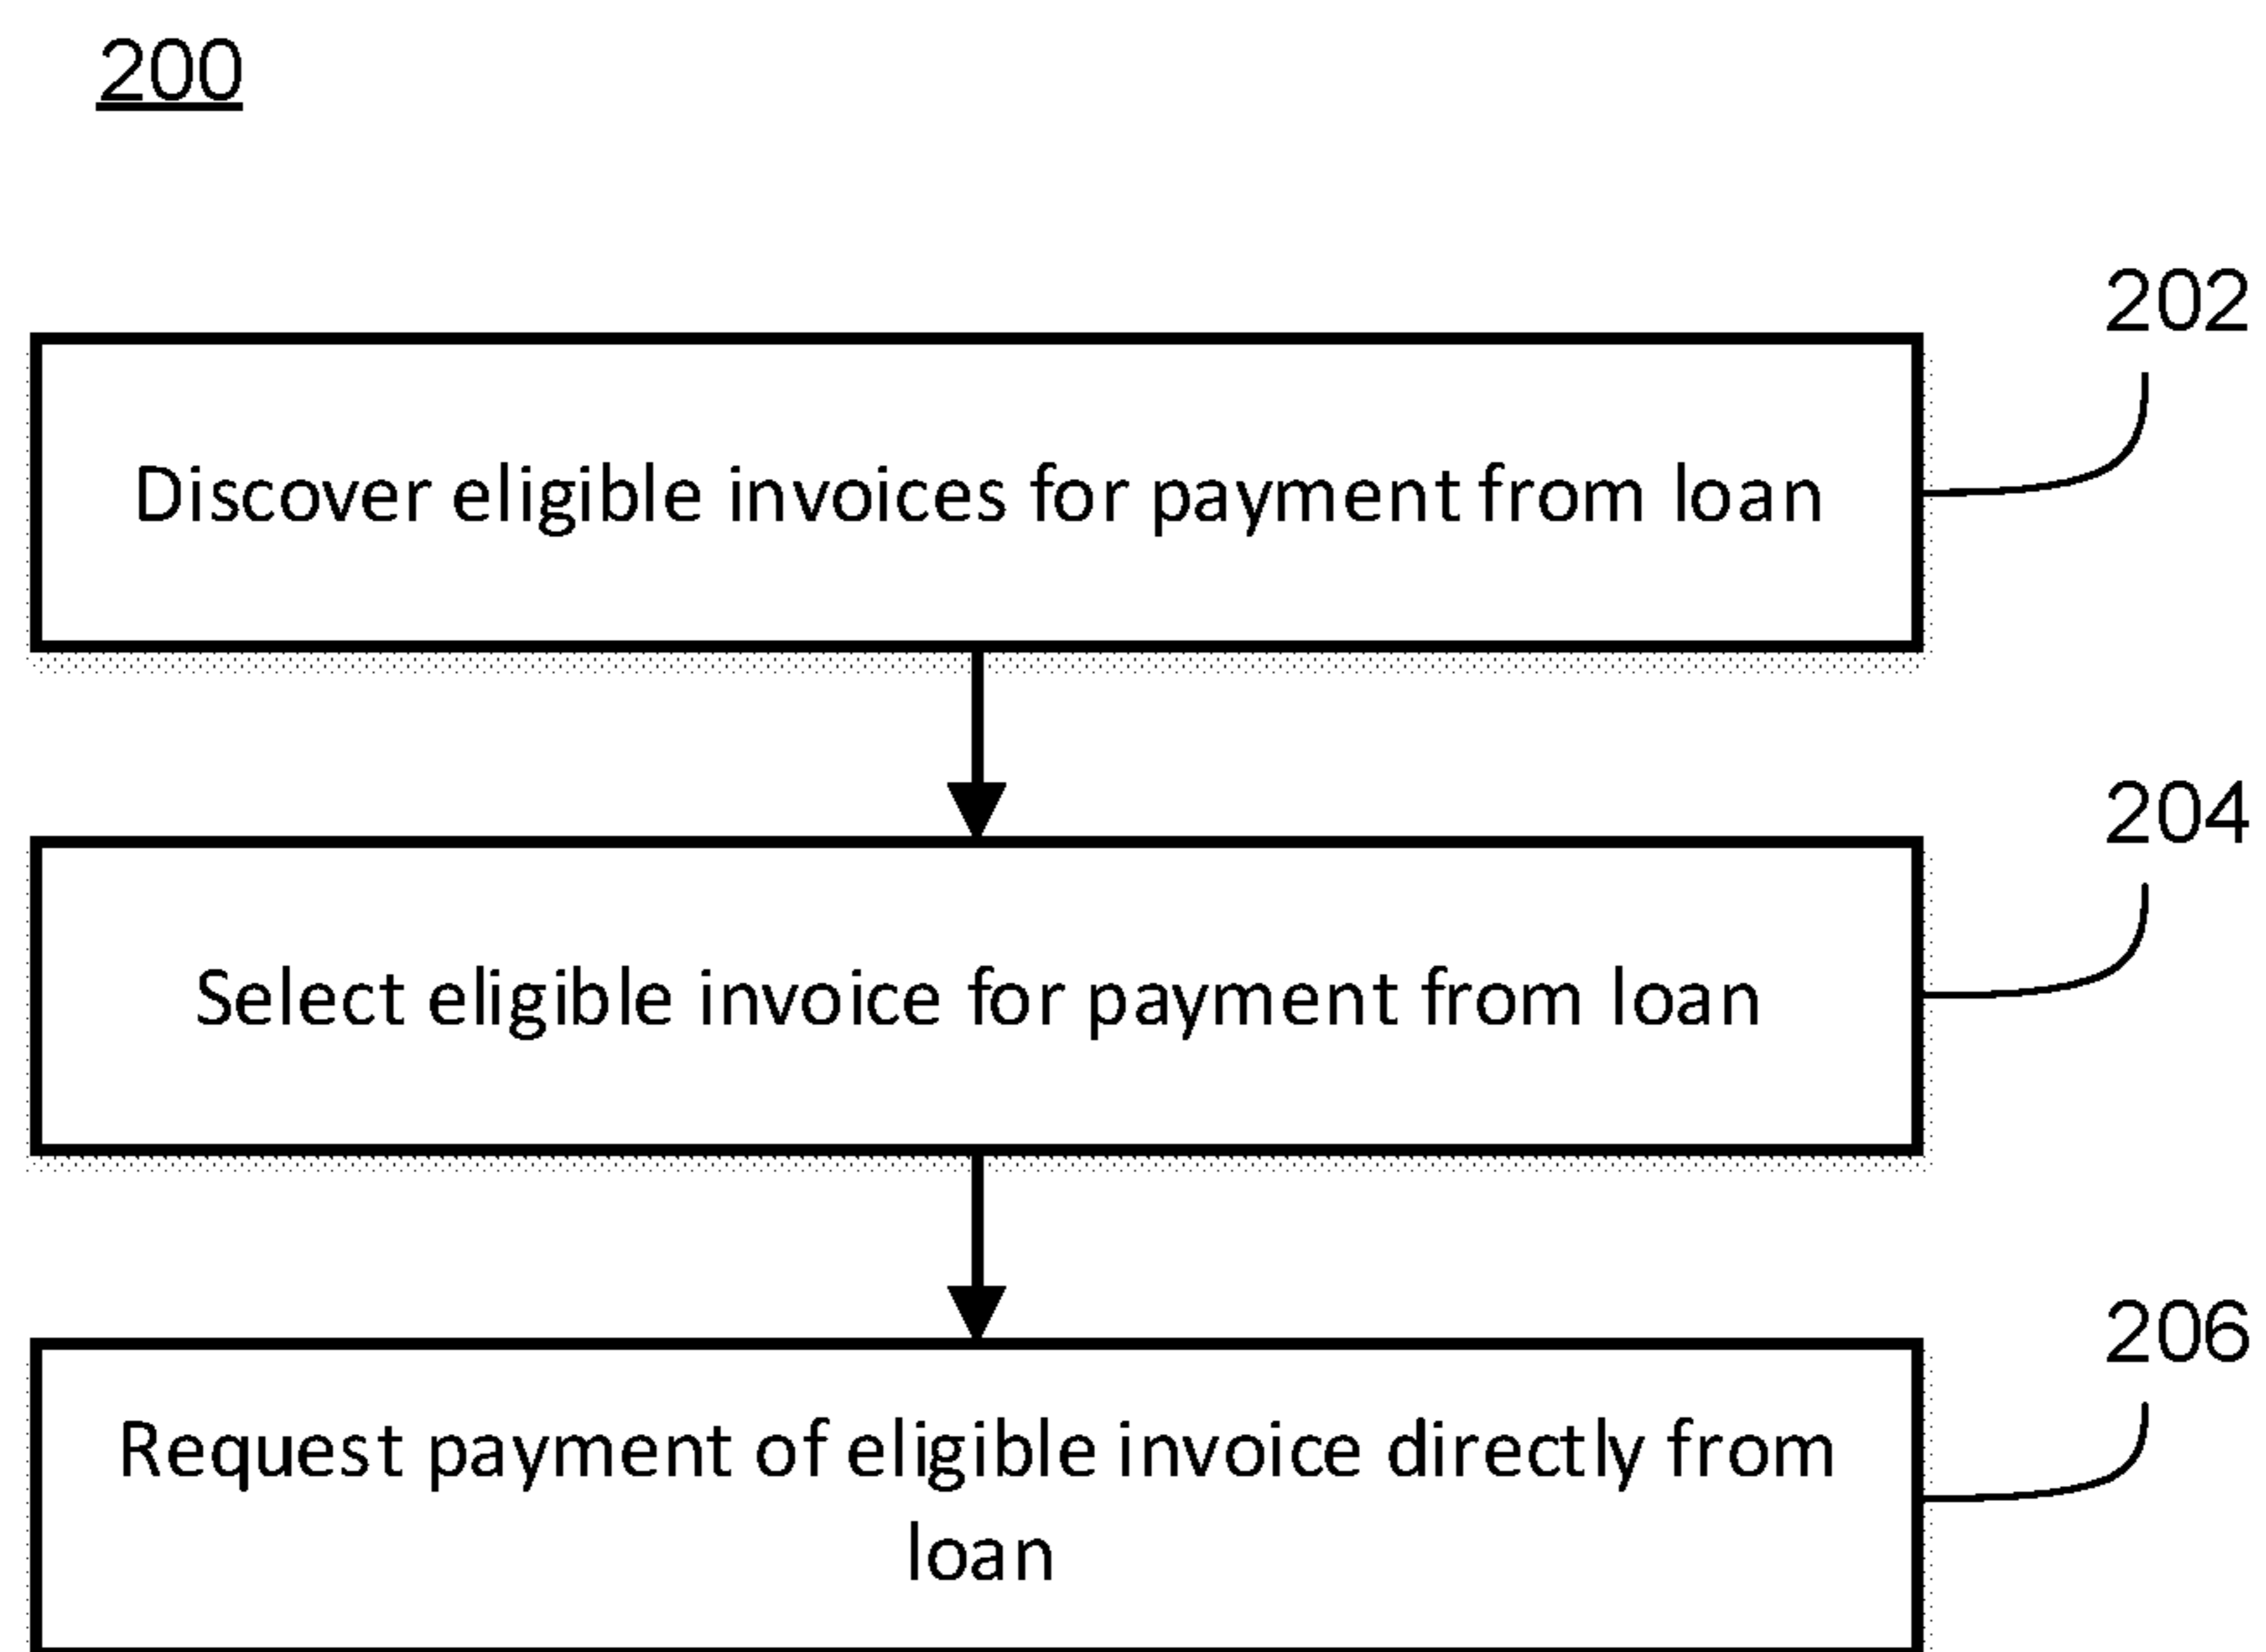 200
202
Discover eligible invoices for payment from loan
204
Select eligible invoice for payment from loan
206
Request payment of eligible invoice directly from
loan